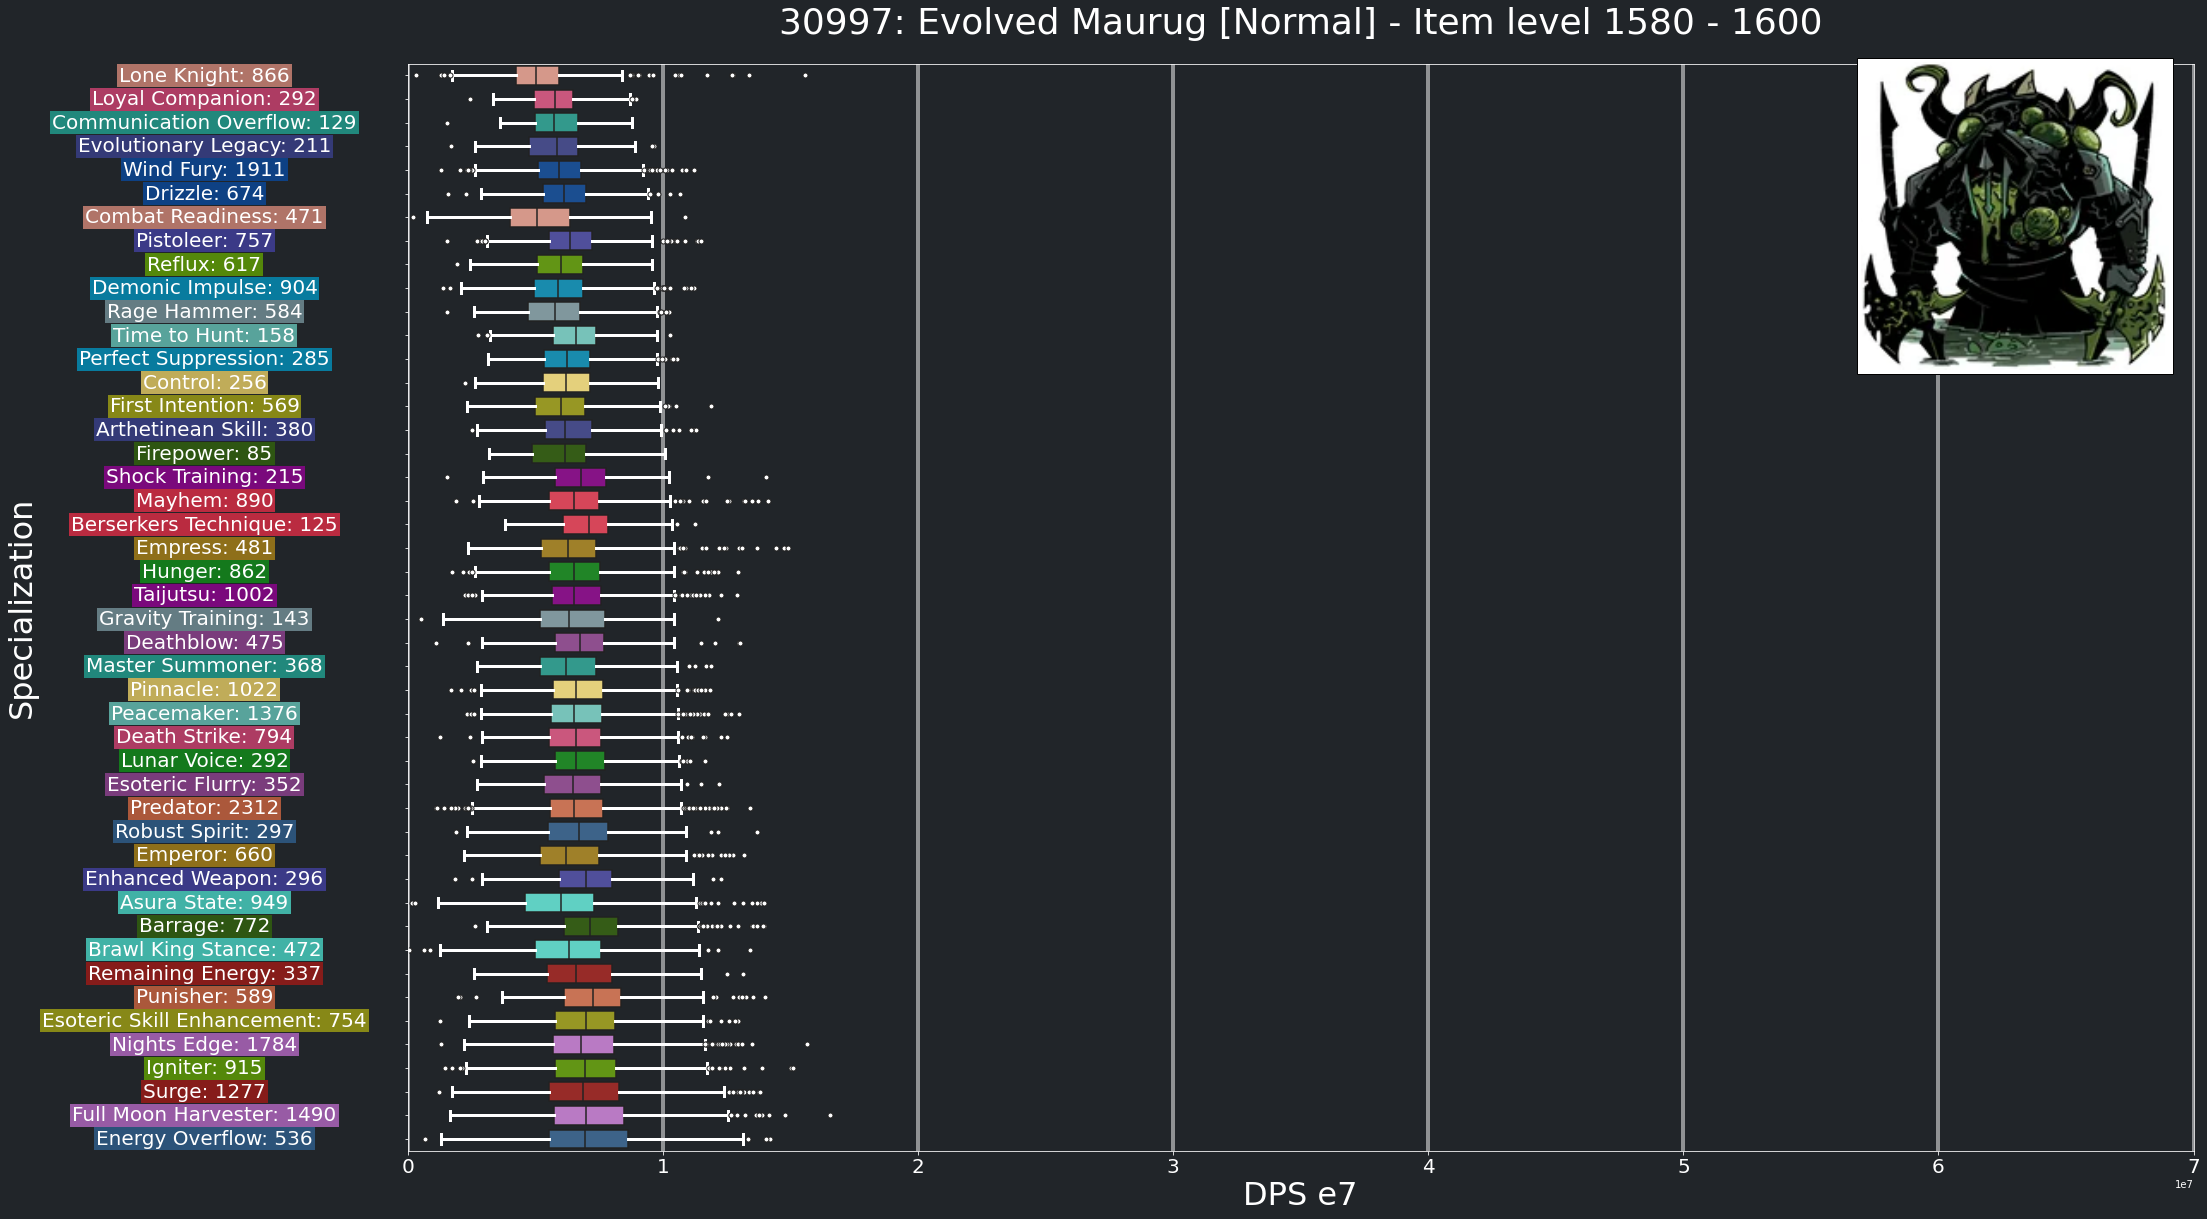 30997: Evolved Maurug [Normal] - Item level 1580 - 1600
Lone Knight: 866
Loyal Companion: 292
Communication Overflow: 129
Evolutionary Legacy: 211
Wind Fury: 1911
Drizzle: 674
Combat Readiness: 471
Pistoleer: 757
Reflux: 617
Demonic Impulse: 904
Rage Hammer: 584
Time to Hunt: 158
Perfect Suppression: 285
Control: 256
First Intention: 569
Arthetinean Skill: 380
Firepower: 85
Shock Training: 215
Mayhem: 890
Berserkers Technique: 125
Empress: 481
Hunger: 862
Taijutsu: 1002
Gravity Training: 143
Deathblow: 475
Master Summoner: 368
Pinnacle: 1022
Peacemaker: 1376
Death Strike: 794
Lunar Voice: 292
Esoteric Flurry: 352
Predator: 2312
Robust Spirit: 297
Emperor: 660
Enhanced Weapon: 296
Asura State: 949
Barrage: 772
Brawl King Stance: 472
Remaining Energy: 337
Punisher: 589
Esoteric Skill Enhancement: 754
Nights Edge: 1784
Igniter: 915
Surge: 1277
Full Moon Harvester: 1490
Energy Overflow: 536
Specialization
0 1 2 3 4 5 6 7
1e7
DPS e7